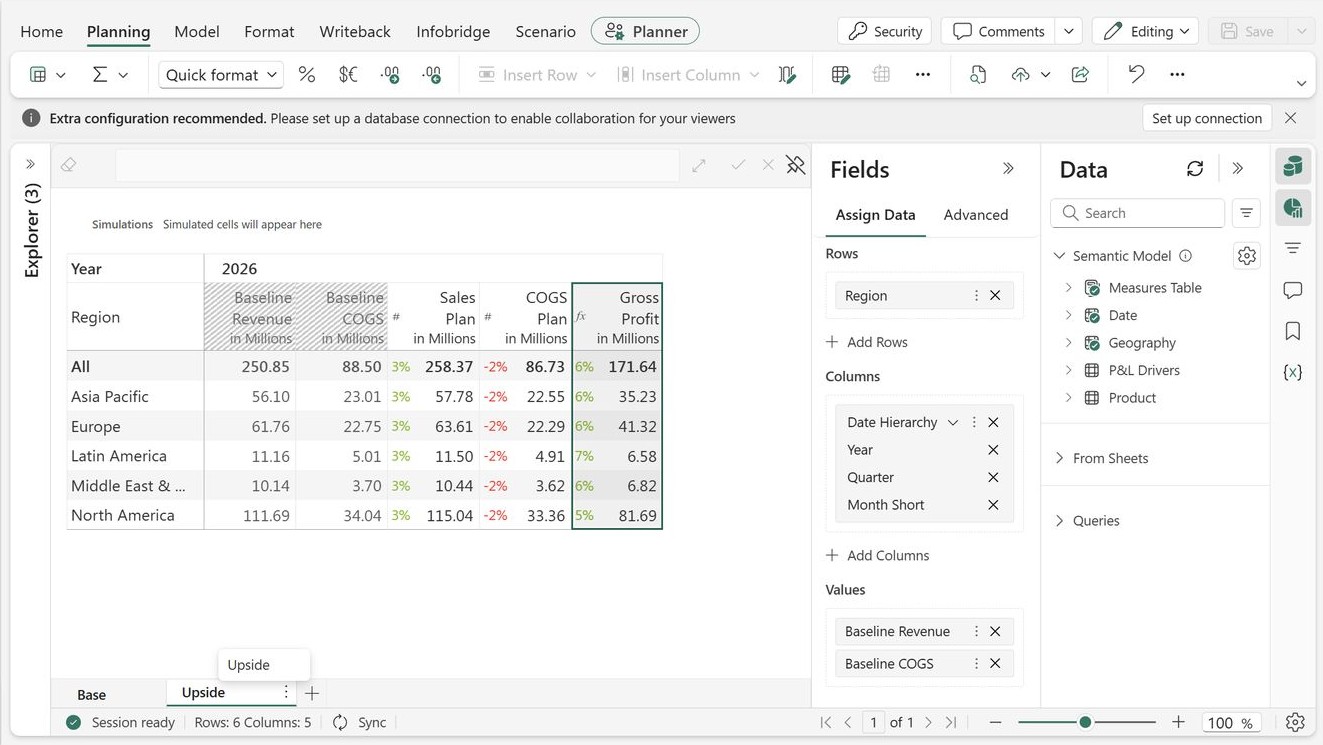 Home Planning Model Format Writeback Infobridge Scenario Planner Security Comments Editing Save
Σ Quick format % $€ .00 .00 Insert Row Insert Column
Extra configuration recommended. Please set up a database connection to enable collaboration for your viewers Set up connection
Explorer (3)
Simulations Simulated cells will appear here
Year 2026
Region
Baseline Revenue in Millions
Baseline COGS in Millions
# Sales Plan in Millions
# COGS Plan in Millions
fx Gross Profit in Millions
All 250.85 88.50 3% 258.37 -2% 86.73 6% 171.64
Asia Pacific 56.10 23.01 3% 57.78 -2% 22.55 6% 35.23
Europe 61.76 22.75 3% 63.61 -2% 22.29 6% 41.32
Latin America 11.16 5.01 3% 11.50 -2% 4.91 7% 6.58
Middle East & ... 10.14 3.70 3% 10.44 -2% 3.62 6% 6.82
North America 111.69 34.04 3% 115.04 -2% 33.36 5% 81.69
Upside
Base Upside
Session ready Rows: 6 Columns: 5 Sync 1 of 1 100 %
Fields
Assign Data Advanced
Rows
Region
Add Rows
Columns
Date Hierarchy
Year
Quarter
Month Short
Add Columns
Values
Baseline Revenue
Baseline COGS
Data
Search
Semantic Model
Measures Table
Date
Geography
P&L Drivers
Product
From Sheets
Queries
{x}